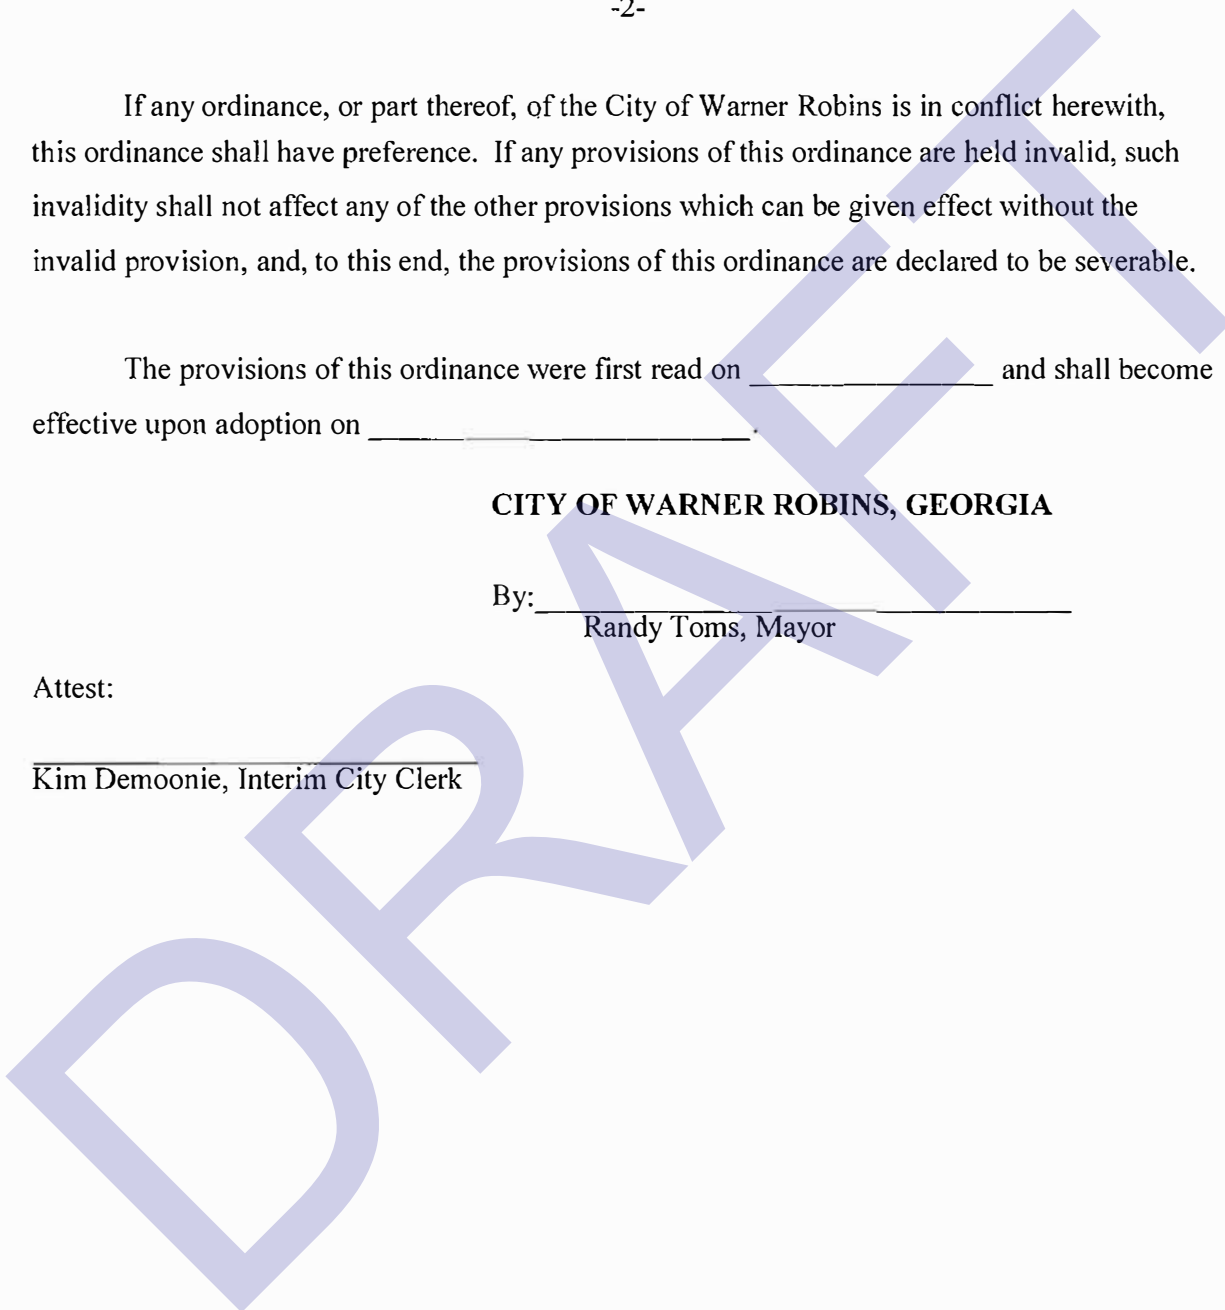 -2-
If any ordinance, or part thereof, of the City of Warner Robins is in conflict herewith,
this ordinance shall have preference. If any provisions of this ordinance are held invalid, such
invalidity shall not affect any of the other provisions which can be given effect without the
invalid provision, and, to this end, the provisions of this ordinance are declared to be severable.
The provisions of this ordinance were first read on _______________ and shall become
effective upon adoption on ________________________.
CITY OF WARNER ROBINS, GEORGIA
By:_________________________________
Randy Toms, Mayor
Attest:
____________________________
Kim Demoonie, Interim City Clerk
DRAFT